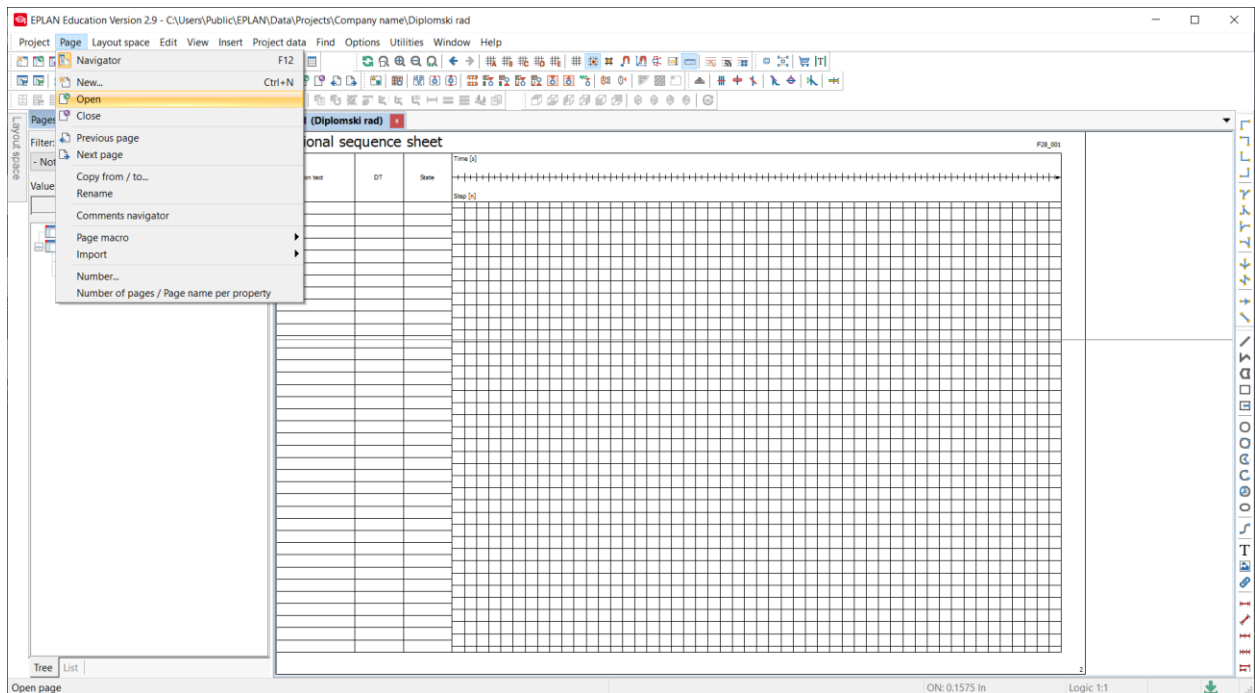 EPLAN Education Version 2.9 - C:\Users\Public\EPLAN\Data\Projects\Company name\Diplomski rad
Project Page Layout space Edit View Insert Project data Find Options Utilities Window Help
Navigator F12
New... Ctrl+N
Open
Close
Previous page
Next page
Copy from / to...
Rename
Comments navigator
Page macro
Import
Number...
Number of pages / Page name per property
Layout space
Pages
Filter:
- Not
Value
(Diplomski rad)
ional sequence sheet
F28_001
on text DT State
Time [s]
Step [n]
2
Tree List
Open page ON: 0.1575 In Logic 1:1